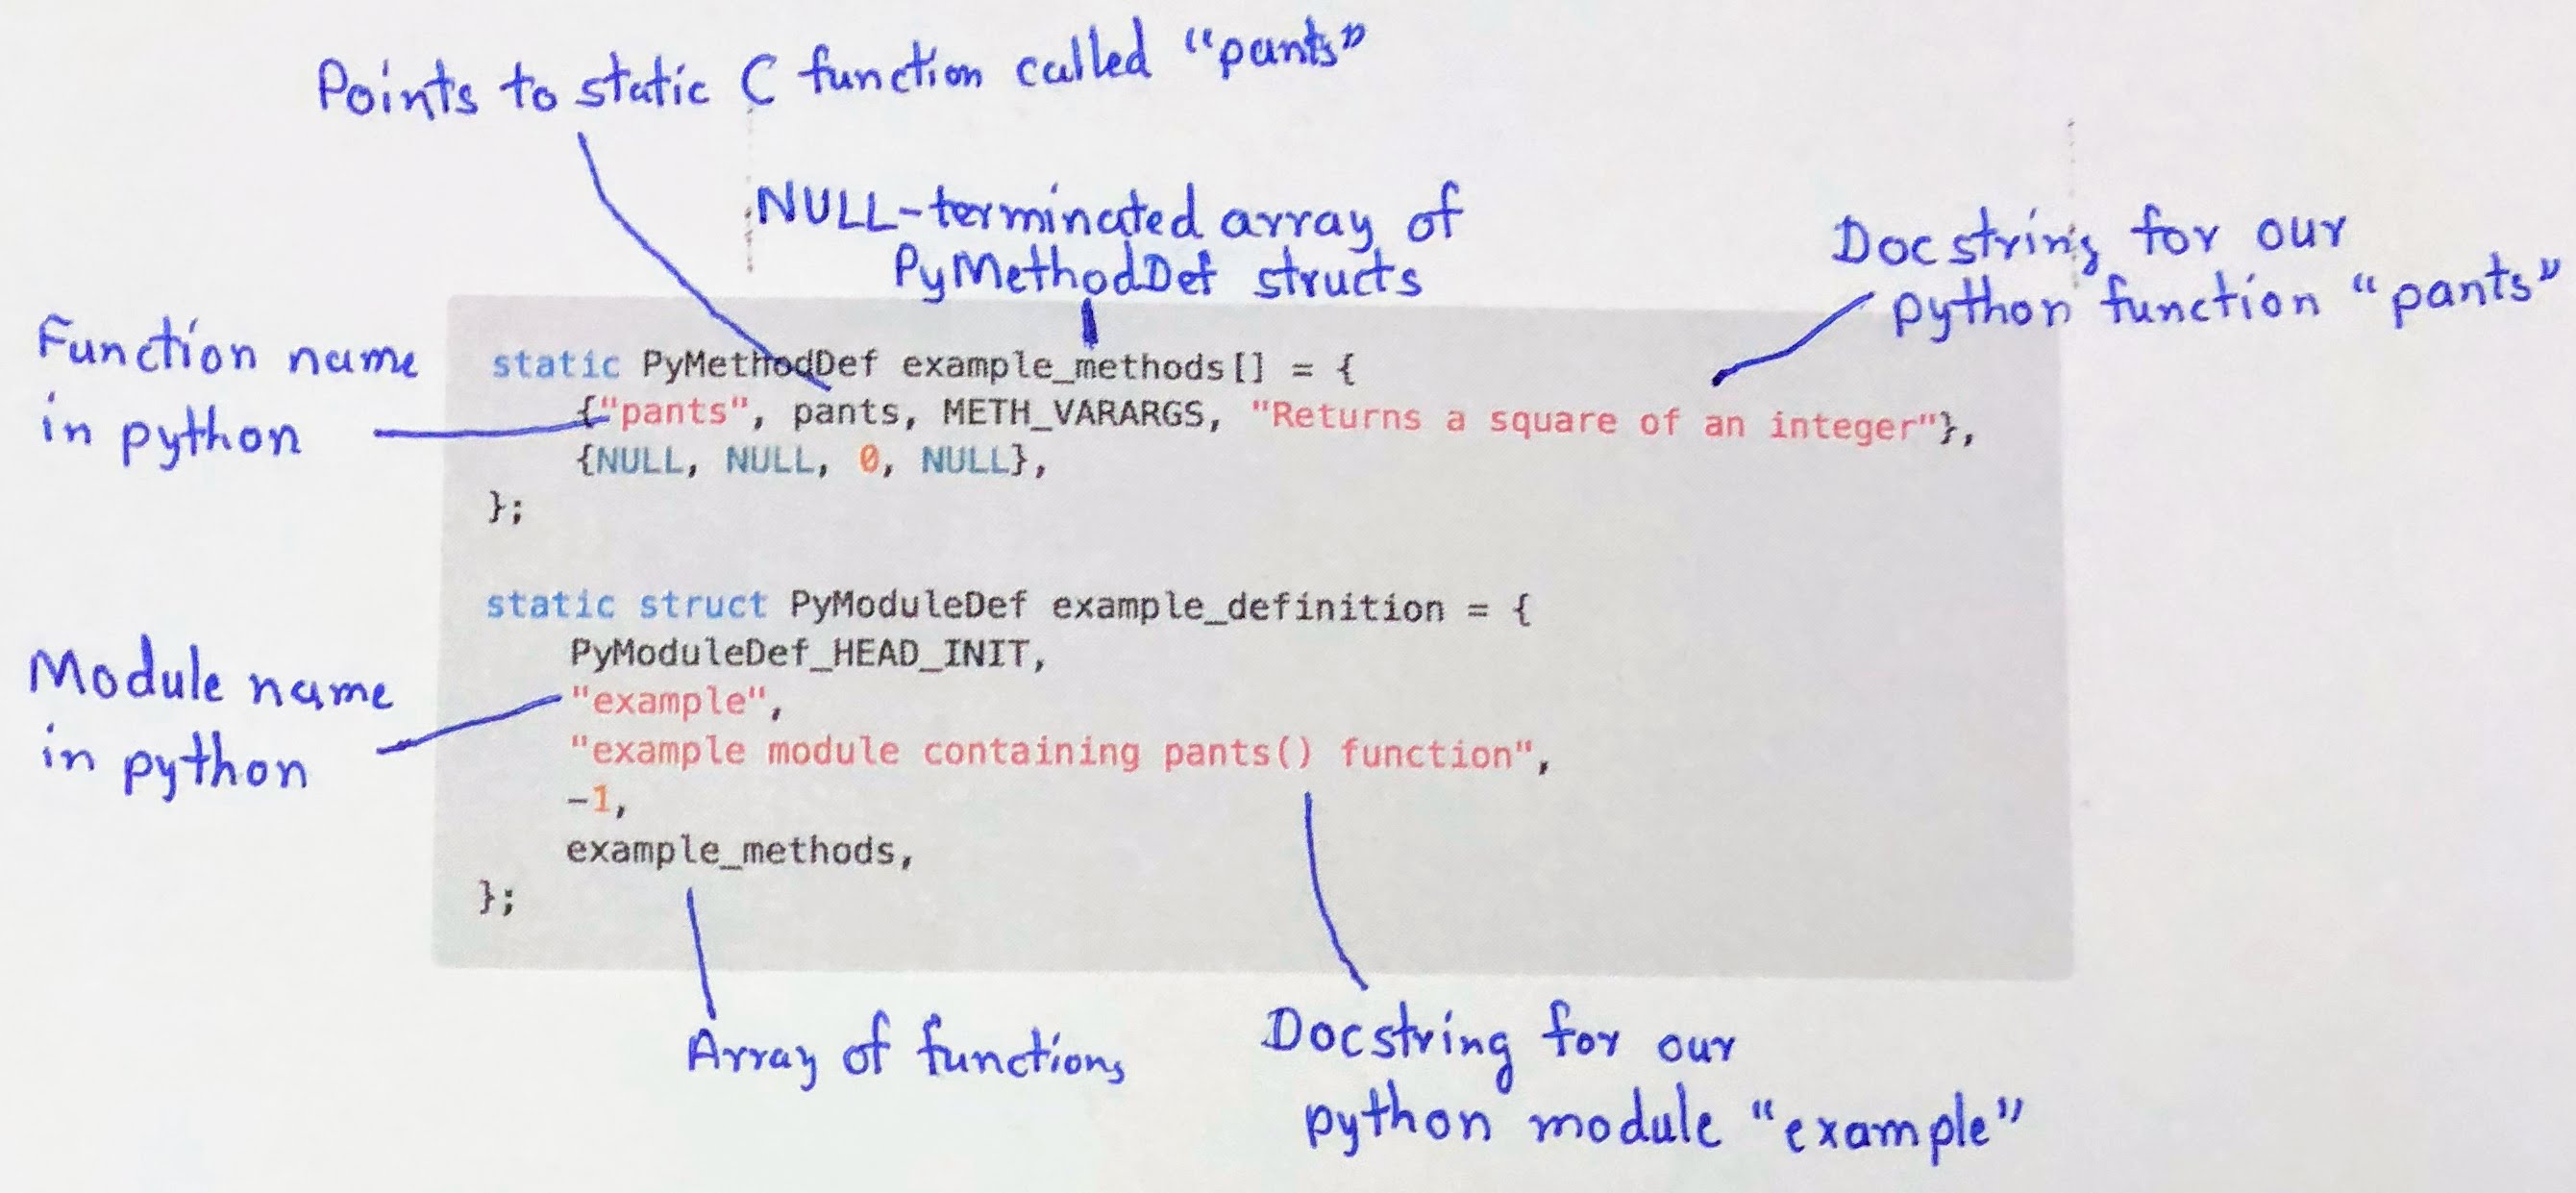 Points to static C function called "pants"
NULL-terminated array of
PyMethodDef structs
Docstring for our
python function "pants"
Function name
in python
static PyMethodDef example_methods[] = {
    {"pants", pants, METH_VARARGS, "Returns a square of an integer"},
    {NULL, NULL, 0, NULL},
};
static struct PyModuleDef example_definition = {
    PyModuleDef_HEAD_INIT,
    "example",
    "example module containing pants() function",
    -1,
    example_methods,
};
Module name
in python
Array of functions
Docstring for our
python module "example"